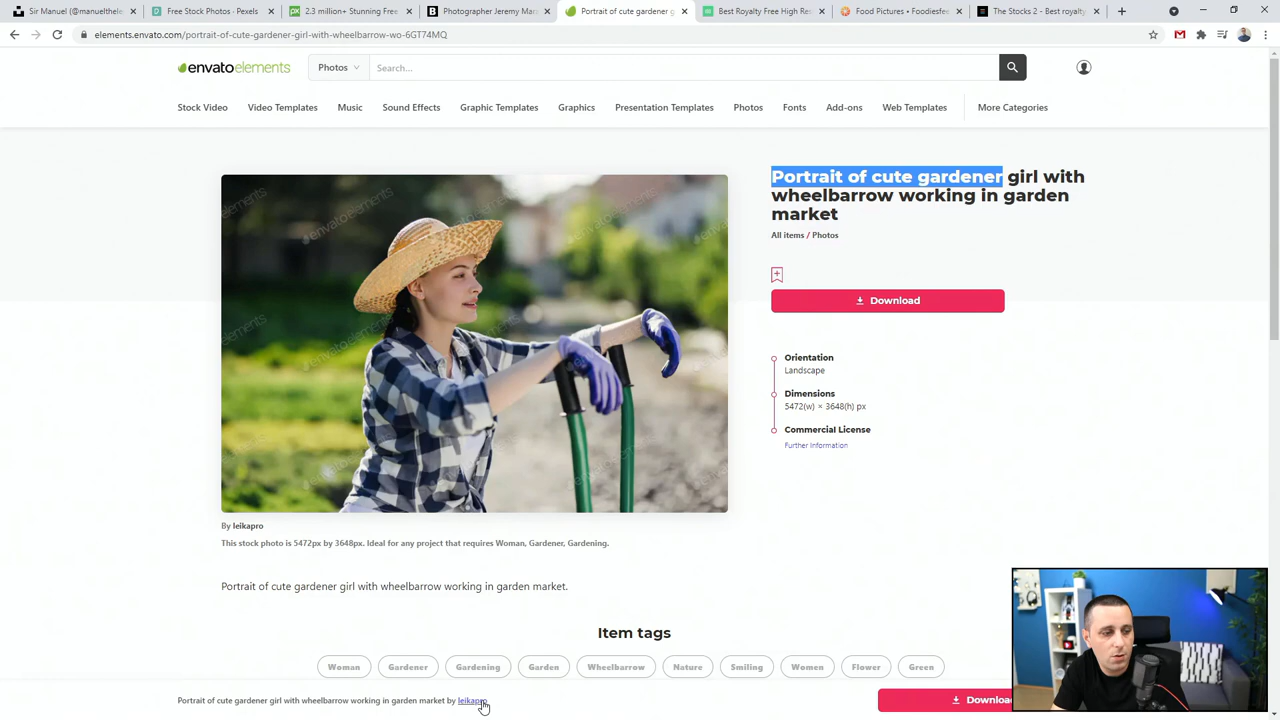 Sir Manuel (@manuelthele
Free Stock Photos - Pexels
2.3 million+ Stunning Free
Photographer Jeremy Mark
Portrait of cute gardener g
Best Royalty Free High Res
Food Pictures • Foodiesfee
The Stocks 2 - Best royalty
elements.envato.com/portrait-of-cute-gardener-girl-with-wheelbarrow-wo-6GT74MQ
envatoelements
Photos
Search...
Stock Video
Video Templates
Music
Sound Effects
Graphic Templates
Graphics
Presentation Templates
Photos
Fonts
Add-ons
Web Templates
More Categories
Portrait of cute gardener girl with
wheelbarrow working in garden
market
All items / Photos
Download
Orientation
Landscape
Dimensions
5472(w) × 3648(h) px
Commercial License
Further Information
envato elements
By leikapro
This stock photo is 5472px by 3648px. Ideal for any project that requires Woman, Gardener, Gardening.
Portrait of cute gardener girl with wheelbarrow working in garden market.
Item tags
Woman
Gardener
Gardening
Garden
Wheelbarrow
Nature
Smiling
Women
Flower
Green
Portrait of cute gardener girl with wheelbarrow working in garden market by leikapro